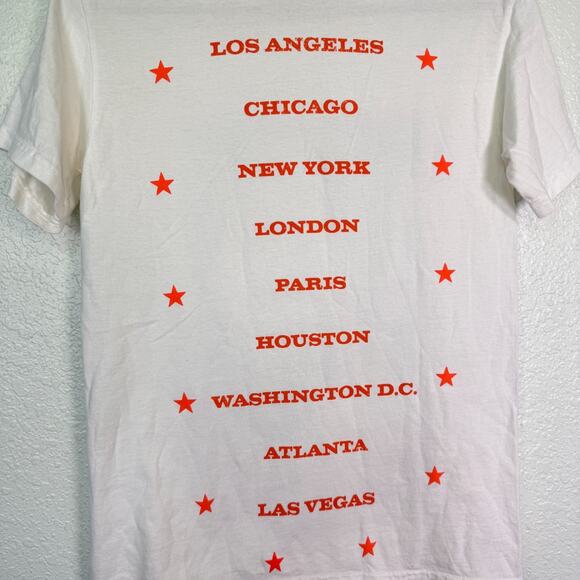 LOS ANGELES
CHICAGO
NEW YORK
LONDON
PARIS
HOUSTON
WASHINGTON D.C.
ATLANTA
LAS VEGAS